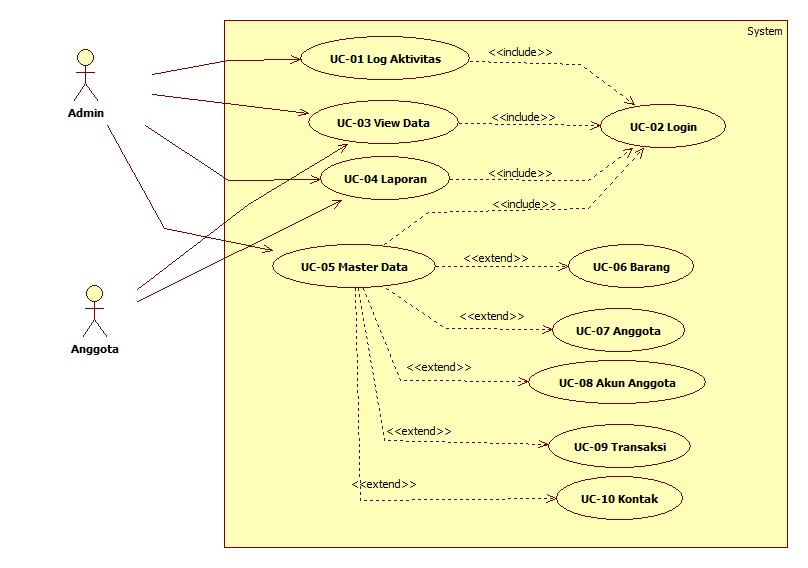 System
UC-01 Log Aktivitas
<<include>>
Admin
UC-03 View Data
<<include>>
UC-02 Login
UC-04 Laporan
<<include>>
<<include>>
UC-05 Master Data
<<extend>>
UC-06 Barang
Anggota
<<extend>>
UC-07 Anggota
<<extend>>
UC-08 Akun Anggota
<<extend>>
UC-09 Transaksi
<<extend>>
UC-10 Kontak